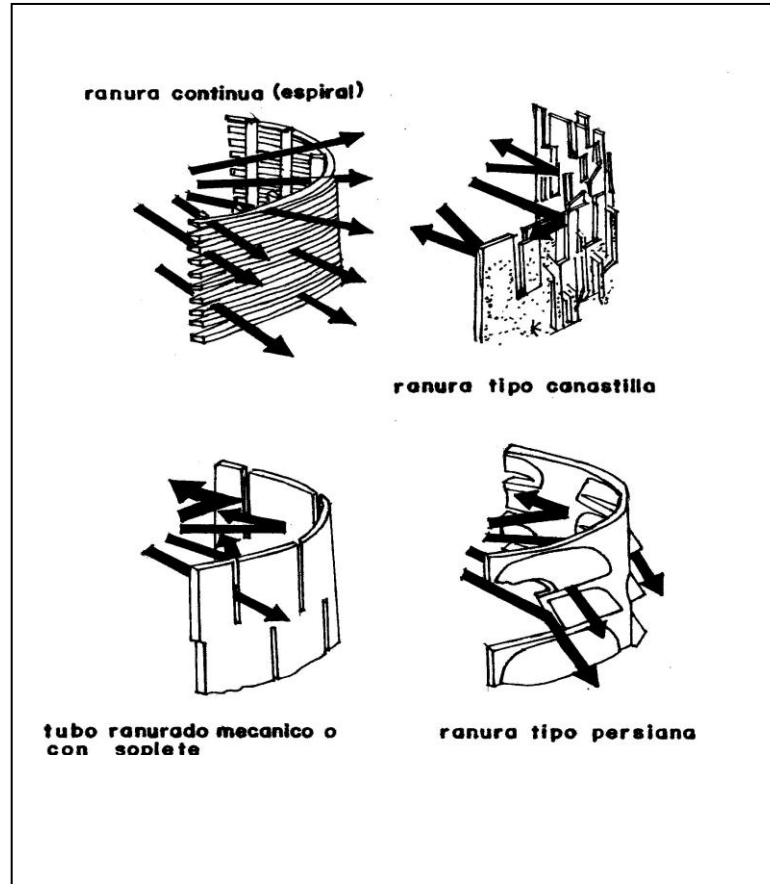 ranura continua (espiral)
ranura tipo canastilla
tubo ranurado mecanico o
con soplete
ranura tipo persiana